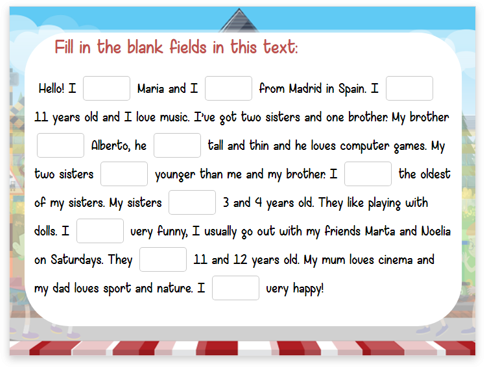 Fill in the blank fields in this text:
Hello! I Maria and I from Madrid in Spain. I
11 years old and I love music. I've got two sisters and one brother. My brother
Alberto, he tall and thin and he loves computer games. My
two sisters younger than me and my brother. I the oldest
of my sisters. My sisters 3 and 4 years old. They like playing with
dolls. I very funny, I usually go out with my friends Marta and Noelia
on Saturdays. They 11 and 12 years old. My mum loves cinema and
my dad loves sport and nature. I very happy!